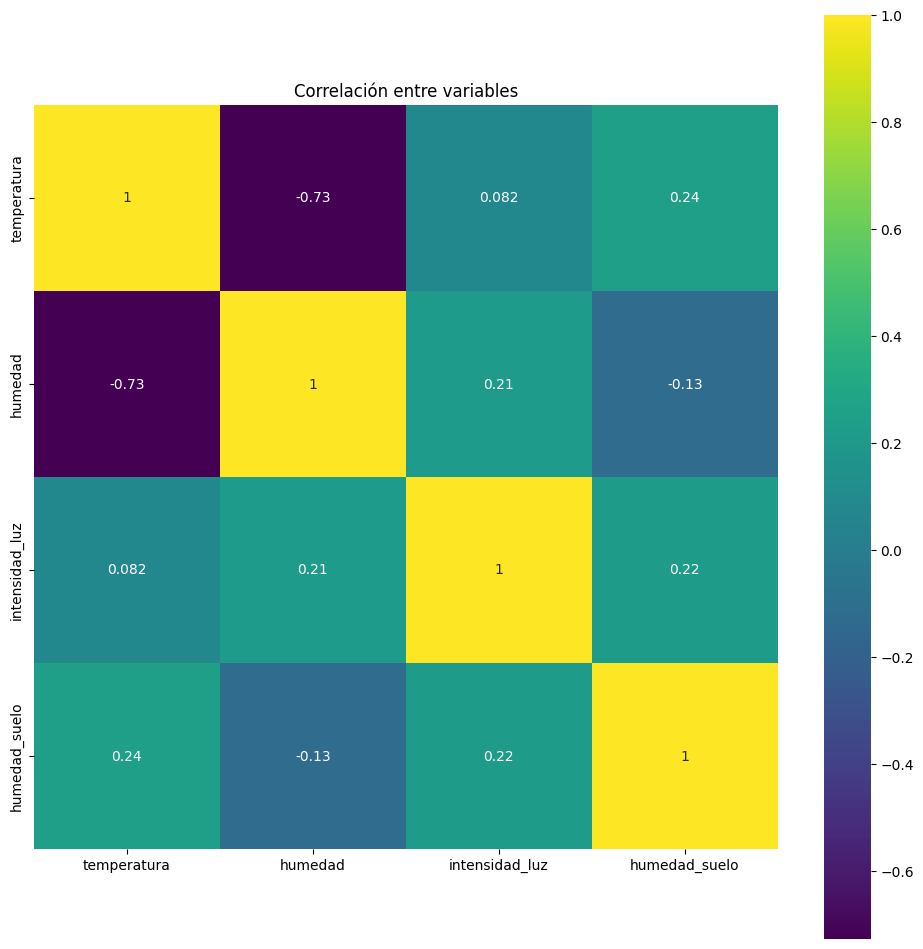 Correlación entre variables
temperatura
1
-0.73
0.082
0.24
humedad
-0.73
1
0.21
-0.13
intensidad_luz
0.082
0.21
1
0.22
humedad_suelo
0.24
-0.13
0.22
1
temperatura
humedad
intensidad_luz
humedad_suelo
1.0
0.8
0.6
0.4
0.2
0.0
−0.2
−0.4
−0.6